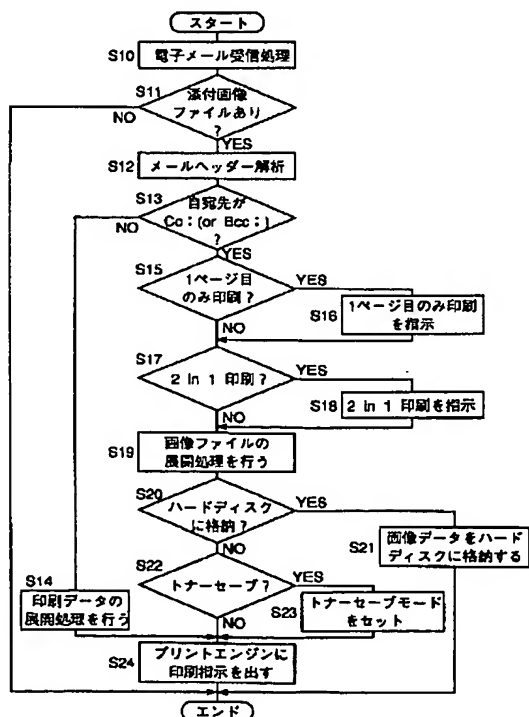 スタート
S10
電子メール受信処理
S11
添付画像
ファイルあり
?
NO
YES
S12
メールヘッダー解析
S13
自宛先が
Cc：(or Bcc：)
?
NO
YES
S15
1ページ目
のみ印刷？
YES
NO
S16
1ページ目のみ印刷
を指示
S17
2 in 1 印刷？
YES
NO
S18
2 in 1 印刷を指示
S19
画像ファイルの
展開処理を行う
S20
ハードディスク
に格納？
YES
NO
S21
画像データをハード
ディスクに格納する
S22
トナーセーブ？
YES
NO
S23
トナーセーブモード
をセット
S14
印刷データの
展開処理を行う
S24
プリントエンジンに
印刷指示を出す
エンド